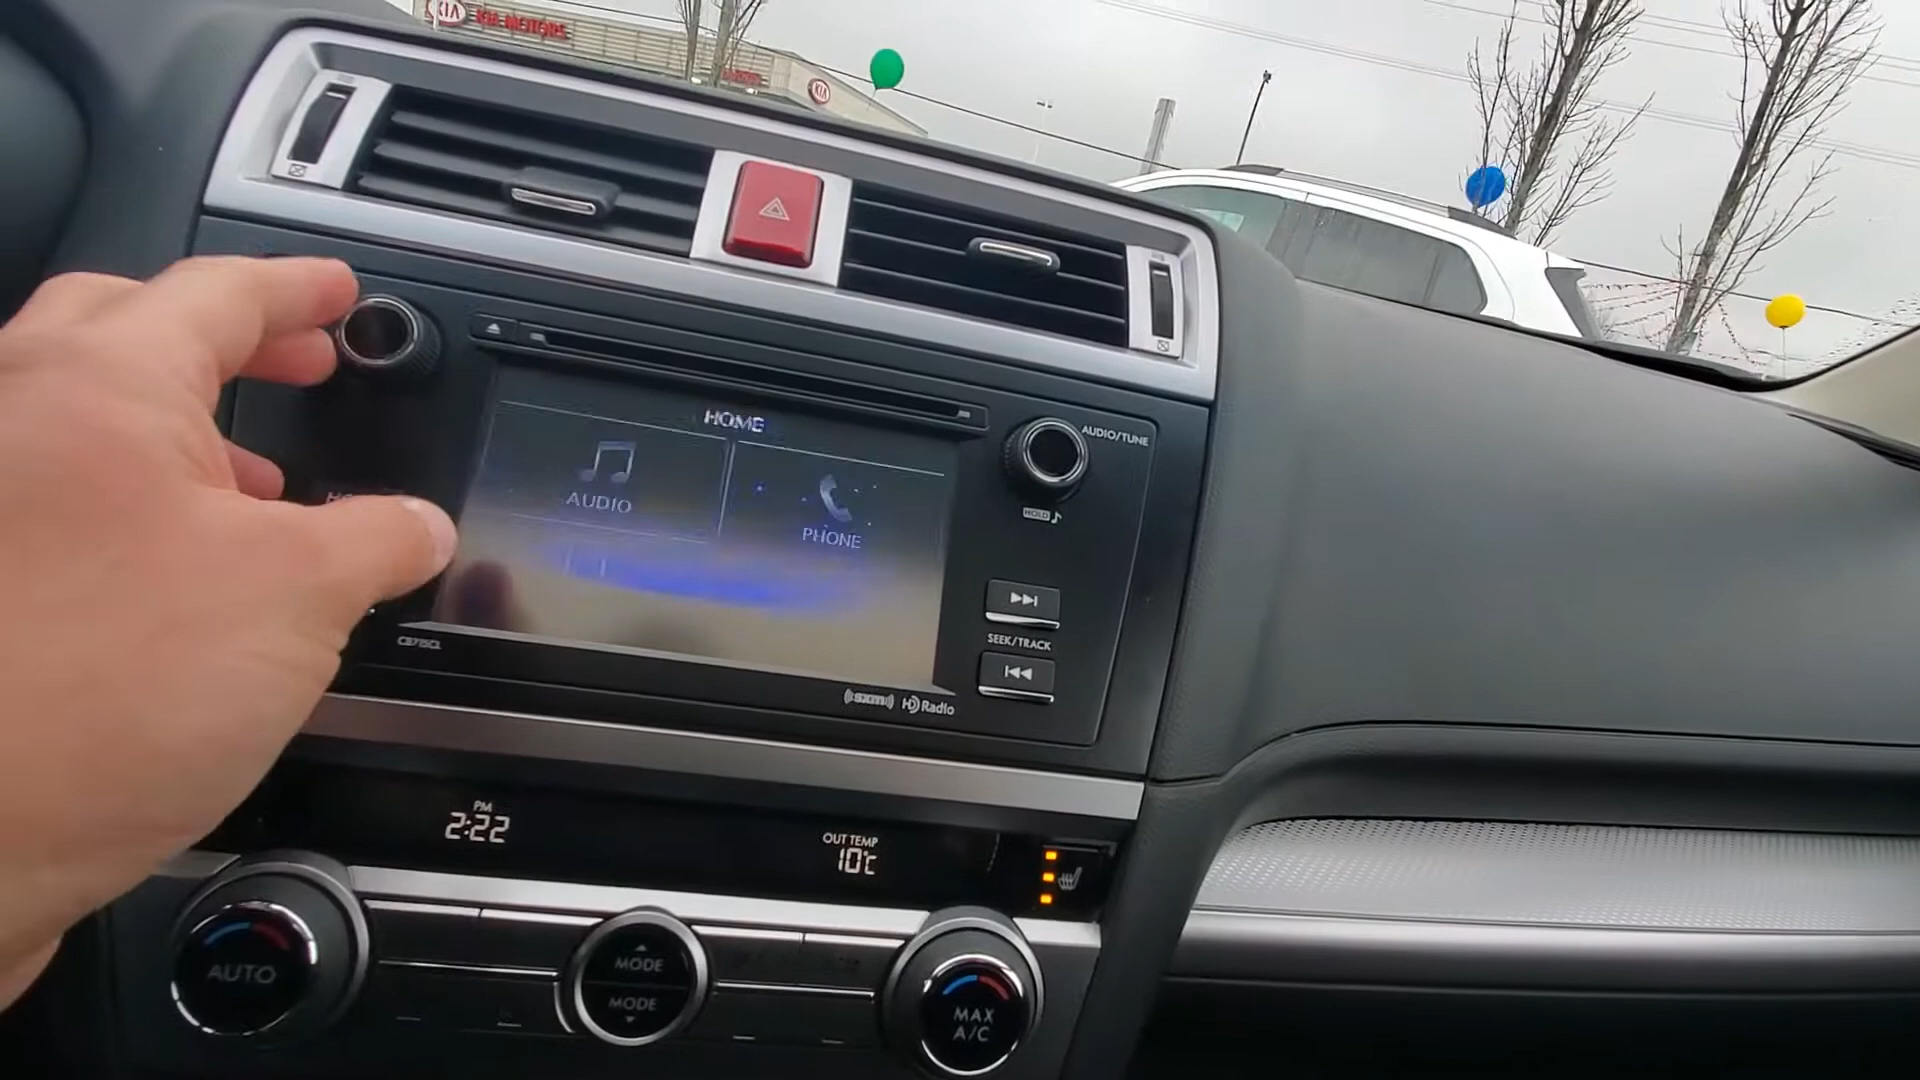 KIA KIA MOTORS
KIA
HOME
AUDIO
PHONE
AUDIO/TUNE
HOLD
SEEK/TRACK
((SXM))
HD Radio
PM
2:22
OUT TEMP
10℃
AUTO
MODE
MODE
MAX
A/C